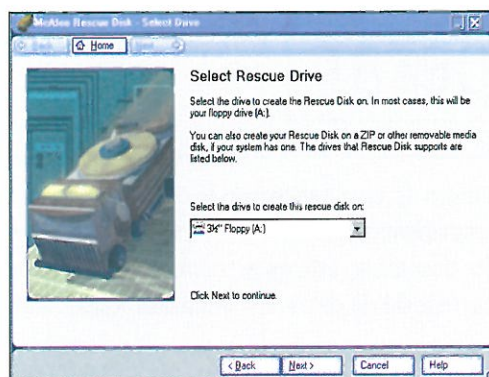 McAfee Rescue Disk - Select Drive
Back Home Next
Select Rescue Drive
Select the drive to create the Rescue Disk on. In most cases, this will be
your floppy drive (A:).
You can also create your Rescue Disk on a ZIP or other removable media
disk, if your system has one. The drives that Rescue Disk supports are
listed below.
Select the drive to create this rescue disk on:
3½" Floppy (A:)
Click Next to continue.
< Back Next > Cancel Help